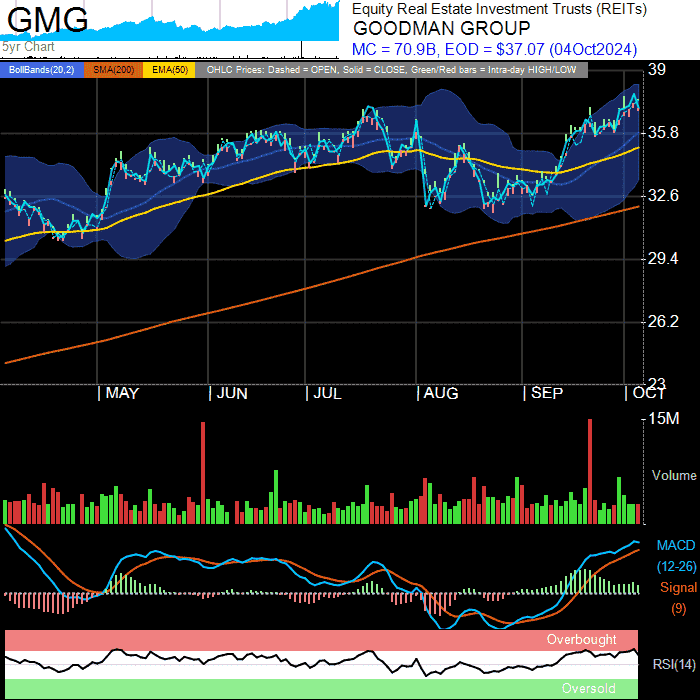 GMG
5yr Chart
Equity Real Estate Investment Trusts (REITs)
GOODMAN GROUP
MC = 70.9B, EOD = $37.07 (04Oct2024)
BollBands(20,2) SMA(200) EMA(50) OHLC Prices: Dashed = OPEN, Solid = CLOSE, Green/Red bars = Intra-day HIGH/LOW
39
35.8
32.6
29.4
26.2
23
| MAY | JUN | JUL | AUG | SEP | OCT
15M
Volume
MACD
(12-26)
Signal
(9)
Overbought
RSI(14)
Oversold